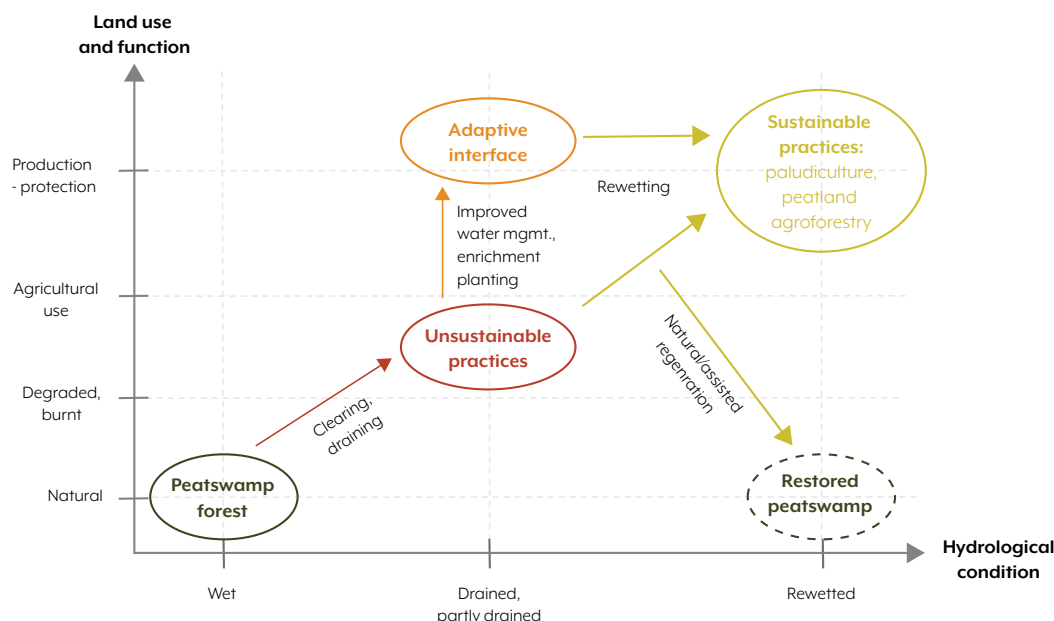 Land use
and function
Adaptive
interface
Sustainable
practices:
paludiculture,
peatland
agroforestry
Production
- protection
Rewetting
Improved
water mgmt.,
enrichment
planting
Agricultural
use
Unsustainable
practices
Natural/assisted
regenration
Degraded,
burnt
Clearing,
draining
Natural
Peatswamp
forest
Restored
peatswamp
Hydrological
condition
Wet
Drained,
partly drained
Rewetted